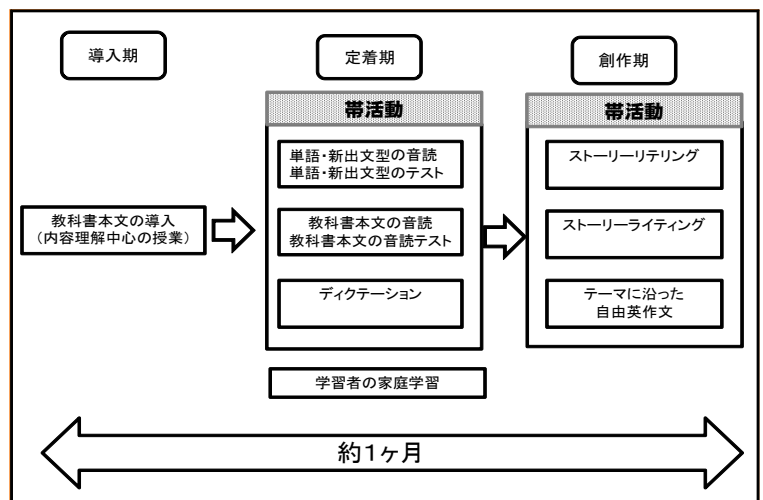 導入期
定着期
創作期
帯活動
帯活動
単語・新出文型の音読
単語・新出文型のテスト
ストーリーリテリング
教科書本文の導入
(内容理解中心の授業)
教科書本文の音読
教科書本文の音読テスト
ストーリーライティング
ディクテーション
テーマに沿った
自由英作文
学習者の家庭学習
約1ヶ月